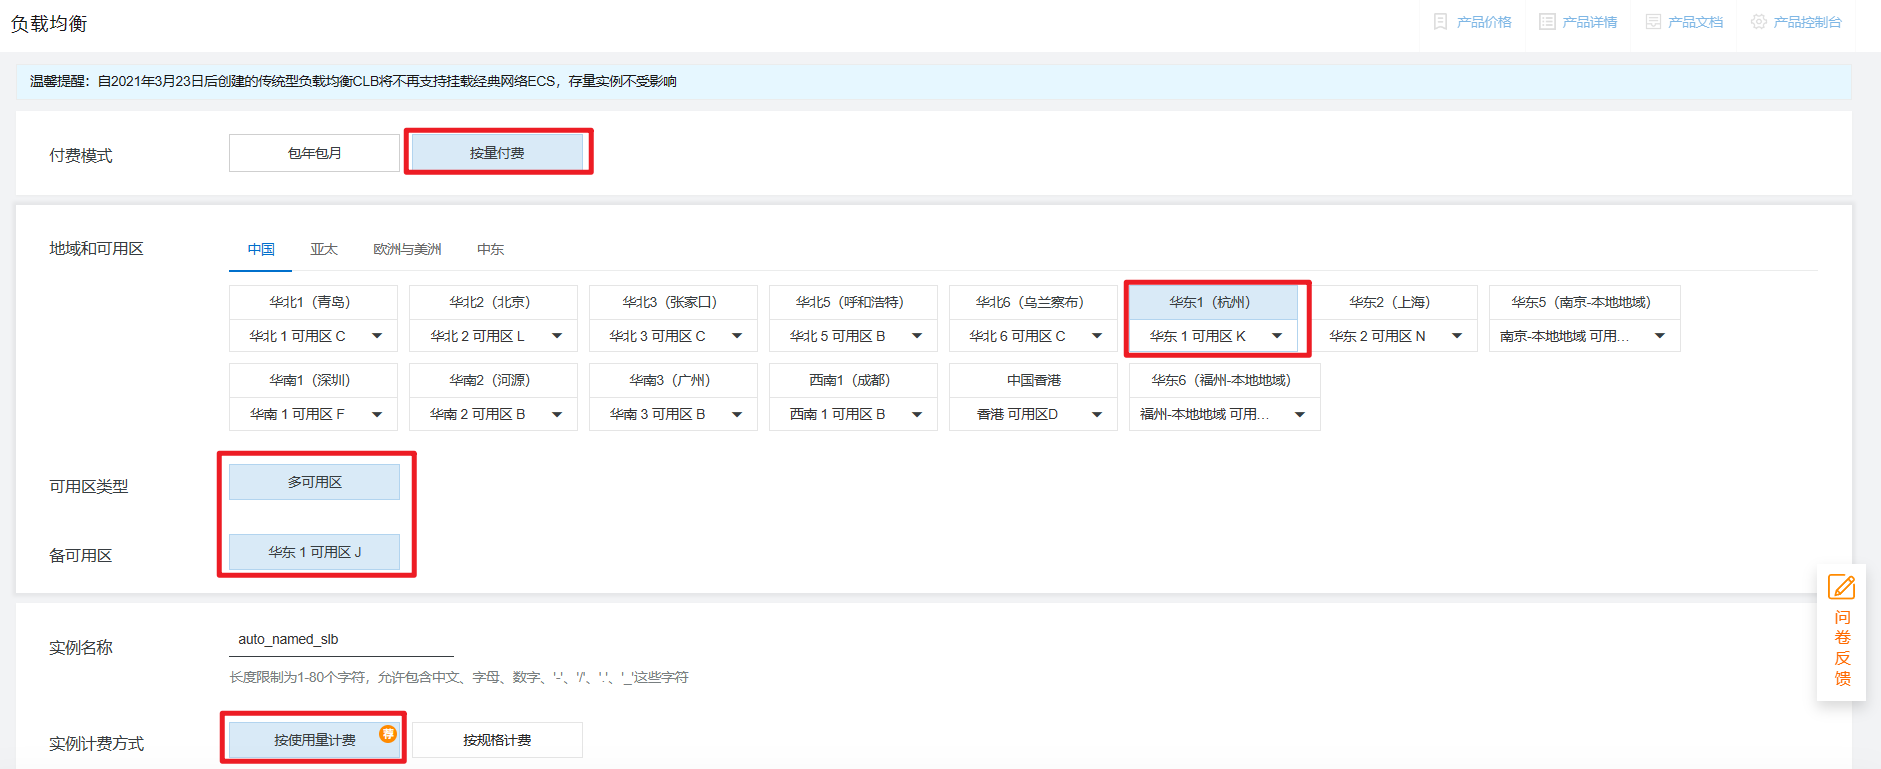 负载均衡
产品价格
产品详情
产品文档
产品控制台
温馨提醒：自2021年3月23日后创建的传统型负载均衡CLB将不再支持挂载经典网络ECS，存量实例不受影响
付费模式
包年包月
按量付费
地域和可用区
中国
亚太
欧洲与美洲
中东
华北1（青岛）
华北2（北京）
华北3（张家口）
华北5（呼和浩特）
华北6（乌兰察布）
华东1（杭州）
华东2（上海）
华东5（南京-本地地域）
华北 1 可用区 C
华北 2 可用区 L
华北 3 可用区 C
华北 5 可用区 B
华北 6 可用区 C
华东 1 可用区 K
华东 2 可用区 N
南京-本地地域 可用...
华南1（深圳）
华南2（河源）
华南3（广州）
西南1（成都）
中国香港
华东6（福州-本地地域）
华南 1 可用区 F
华南 2 可用区 B
华南 3 可用区 B
西南 1 可用区 B
香港 可用区D
福州-本地地域 可用...
可用区类型
多可用区
备可用区
华东 1 可用区 J
实例名称
auto_named_slb
长度限制为1-80个字符，允许包含中文、字母、数字、'-'、'/'、'.'、'_'这些字符
实例计费方式
按使用量计费
荐
按规格计费
问
卷
反
馈